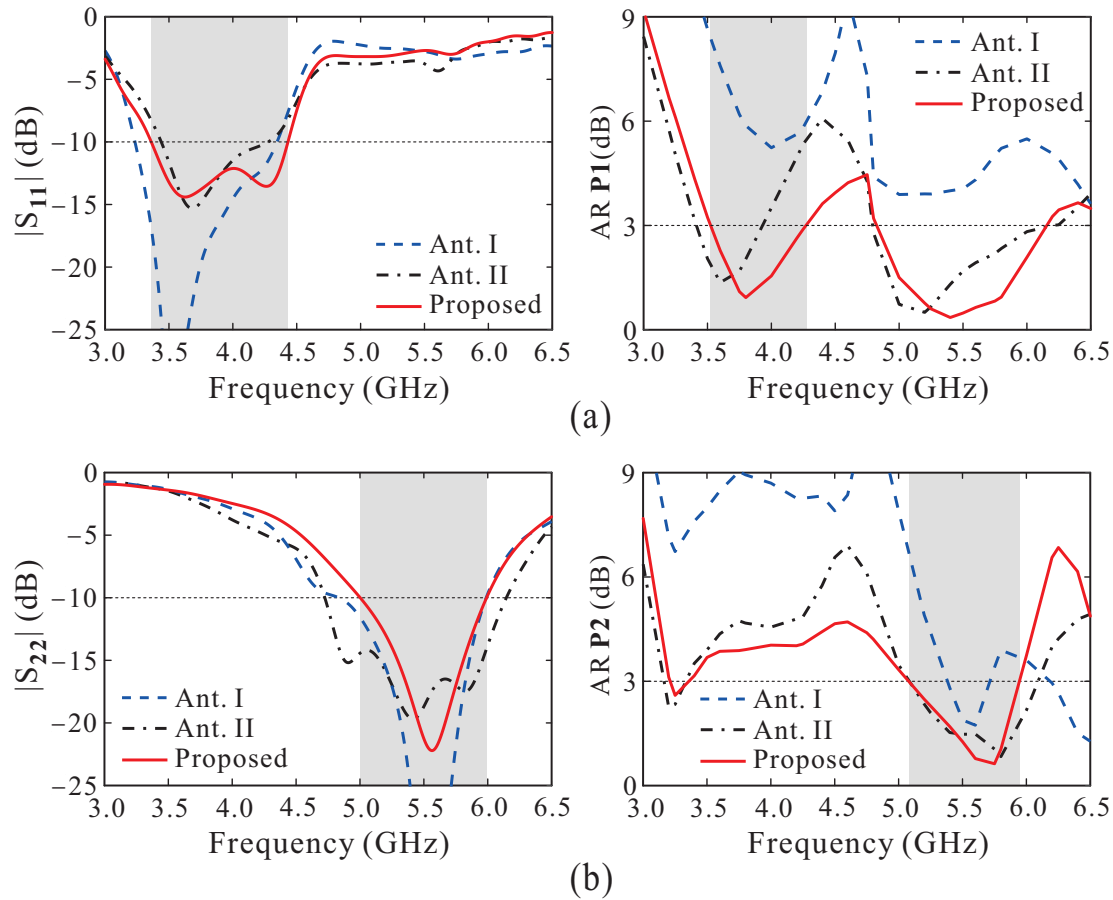 |S11| (dB)
0
−5
−10
−15
−20
−25
3.0 3.5 4.0 4.5 5.0 5.5 6.0 6.5
Frequency (GHz)
Ant. I
Ant. II
Proposed
AR P1(dB)
9
6
3
0
3.0 3.5 4.0 4.5 5.0 5.5 6.0 6.5
Frequency (GHz)
Ant. I
Ant. II
Proposed
(a)
|S22| (dB)
0
−5
−10
−15
−20
−25
3.0 3.5 4.0 4.5 5.0 5.5 6.0 6.5
Frequency (GHz)
Ant. I
Ant. II
Proposed
AR P2 (dB)
9
6
3
0
3.0 3.5 4.0 4.5 5.0 5.5 6.0 6.5
Frequency (GHz)
Ant. I
Ant. II
Proposed
(b)